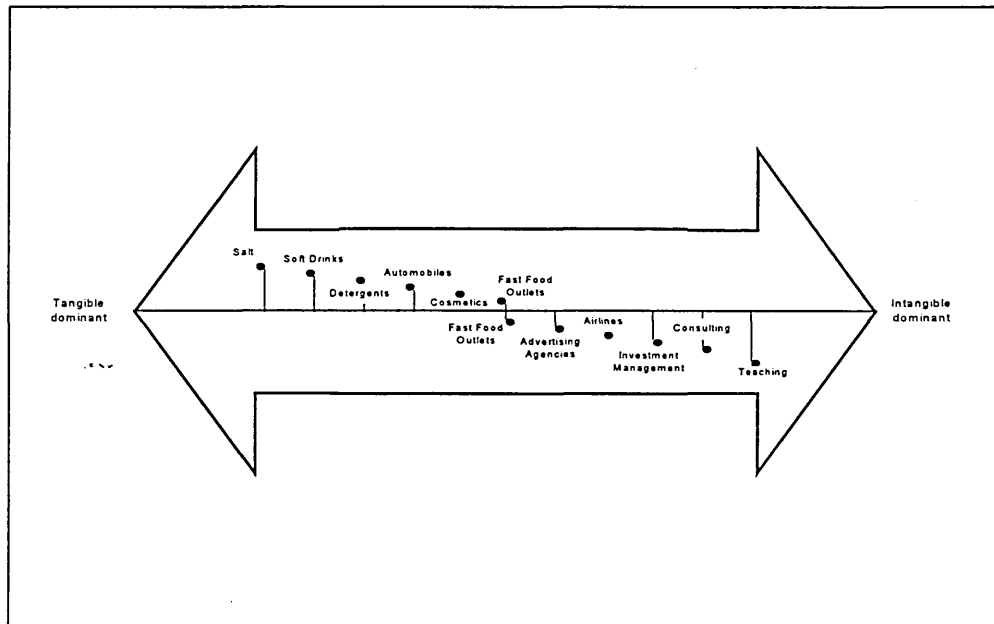 Salt
Soft Drinks
Detergents
Automobiles
Cosmetics
Fast Food
Outlets
Tangible
dominant
Intangible
dominant
Fast Food
Outlets
Advertising
Agencies
Airlines
Investment
Management
Consulting
Teaching